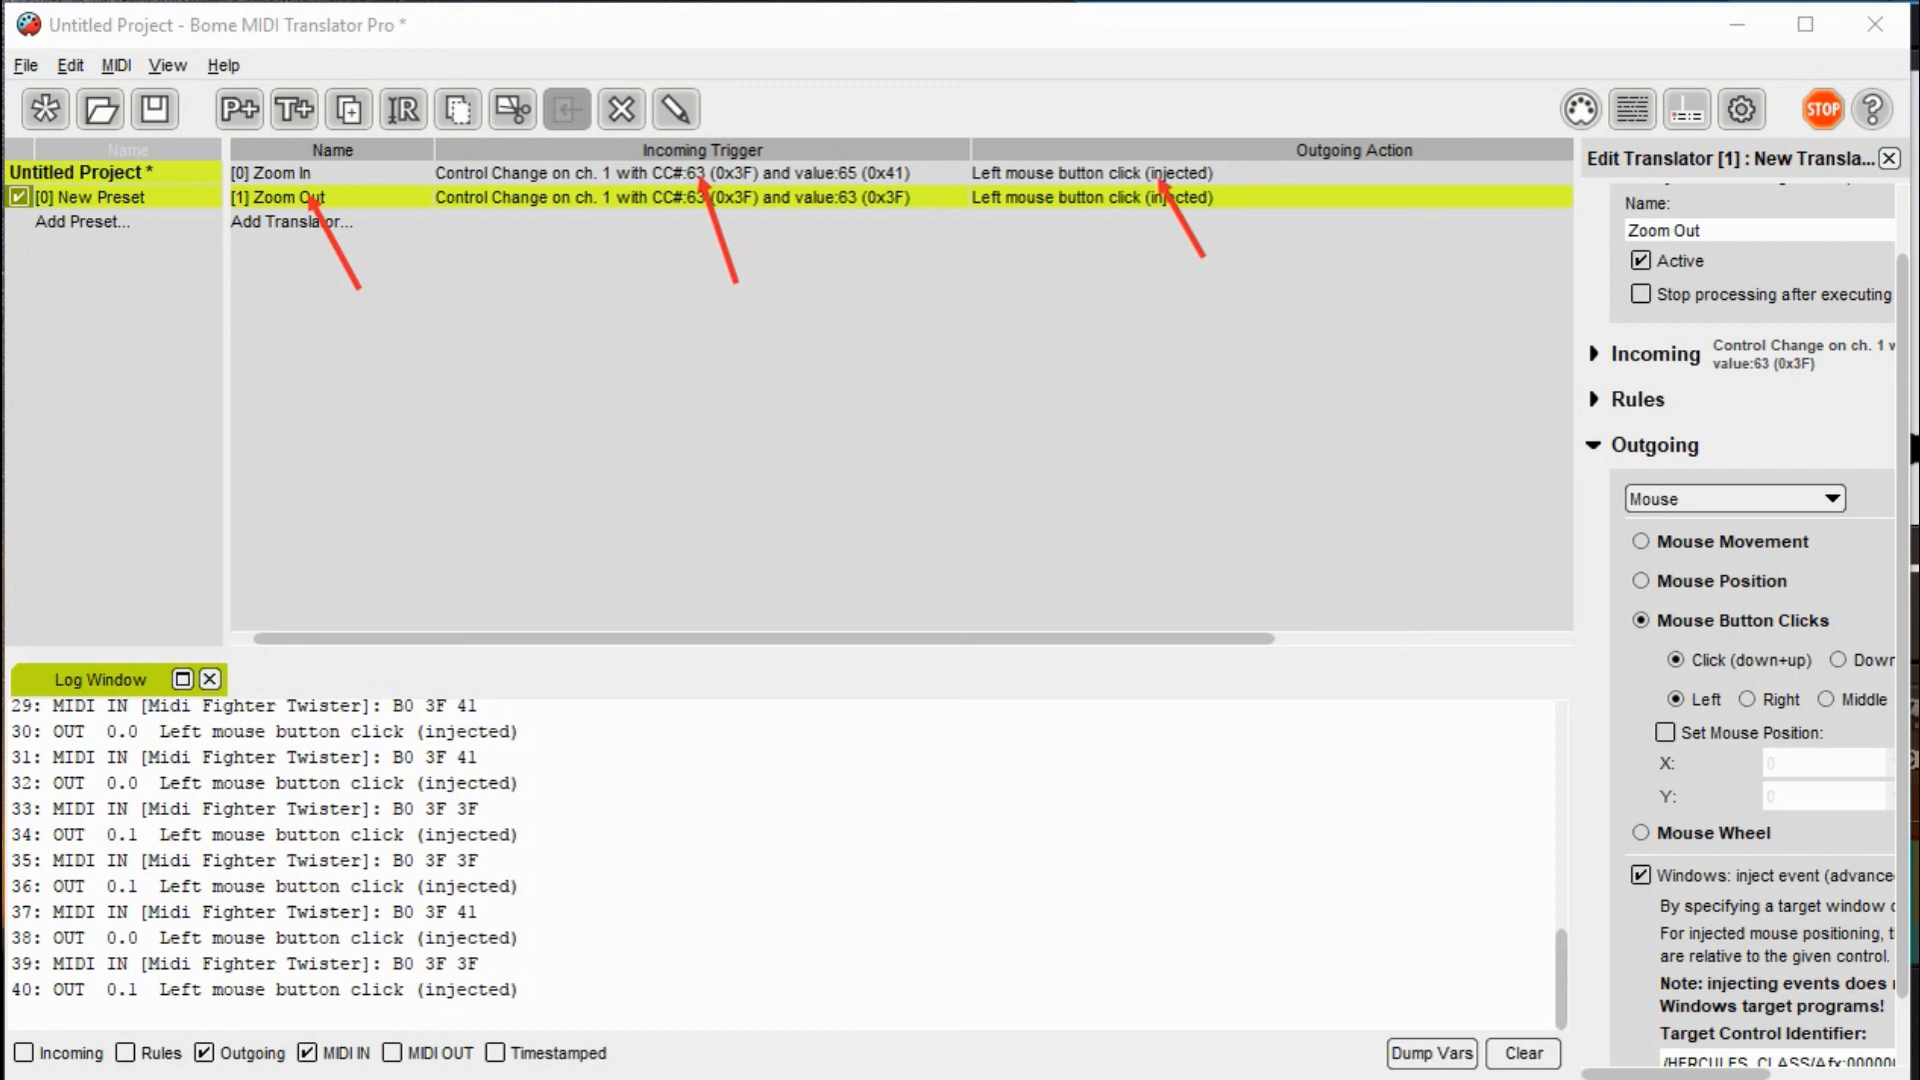 Untitled Project - Bome MIDI Translator Pro *
File Edit MIDI View Help
P+ T+ IR STOP ?
Name Name Incoming Trigger Outgoing Action
Untitled Project *
[0] New Preset
Add Preset...
[0] Zoom In Control Change on ch. 1 with CC#:63 (0x3F) and value:65 (0x41) Left mouse button click (injected)
[1] Zoom Out Control Change on ch. 1 with CC#:63 (0x3F) and value:63 (0x3F) Left mouse button click (injected)
Add Translator...
Edit Translator [1] : New Transla...
Name:
Zoom Out
Active
Stop processing after executing
Incoming Control Change on ch. 1
value:63 (0x3F)
Rules
Outgoing
Mouse
Mouse Movement
Mouse Position
Mouse Button Clicks
Click (down+up) Down
Left Right Middle
Set Mouse Position:
X: 0
Y: 0
Mouse Wheel
Windows: inject event (advance
By specifying a target window
For injected mouse positioning, t
are relative to the given control.
Note: injecting events does
Windows target programs!
Target Control Identifier:
/HERCULES_CLASS/Afx:000000
Log Window
29: MIDI IN [Midi Fighter Twister]: B0 3F 41
30: OUT 0.0 Left mouse button click (injected)
31: MIDI IN [Midi Fighter Twister]: B0 3F 41
32: OUT 0.0 Left mouse button click (injected)
33: MIDI IN [Midi Fighter Twister]: B0 3F 3F
34: OUT 0.1 Left mouse button click (injected)
35: MIDI IN [Midi Fighter Twister]: B0 3F 3F
36: OUT 0.1 Left mouse button click (injected)
37: MIDI IN [Midi Fighter Twister]: B0 3F 41
38: OUT 0.0 Left mouse button click (injected)
39: MIDI IN [Midi Fighter Twister]: B0 3F 3F
40: OUT 0.1 Left mouse button click (injected)
Incoming Rules Outgoing MIDI IN MIDI OUT Timestamped Dump Vars Clear